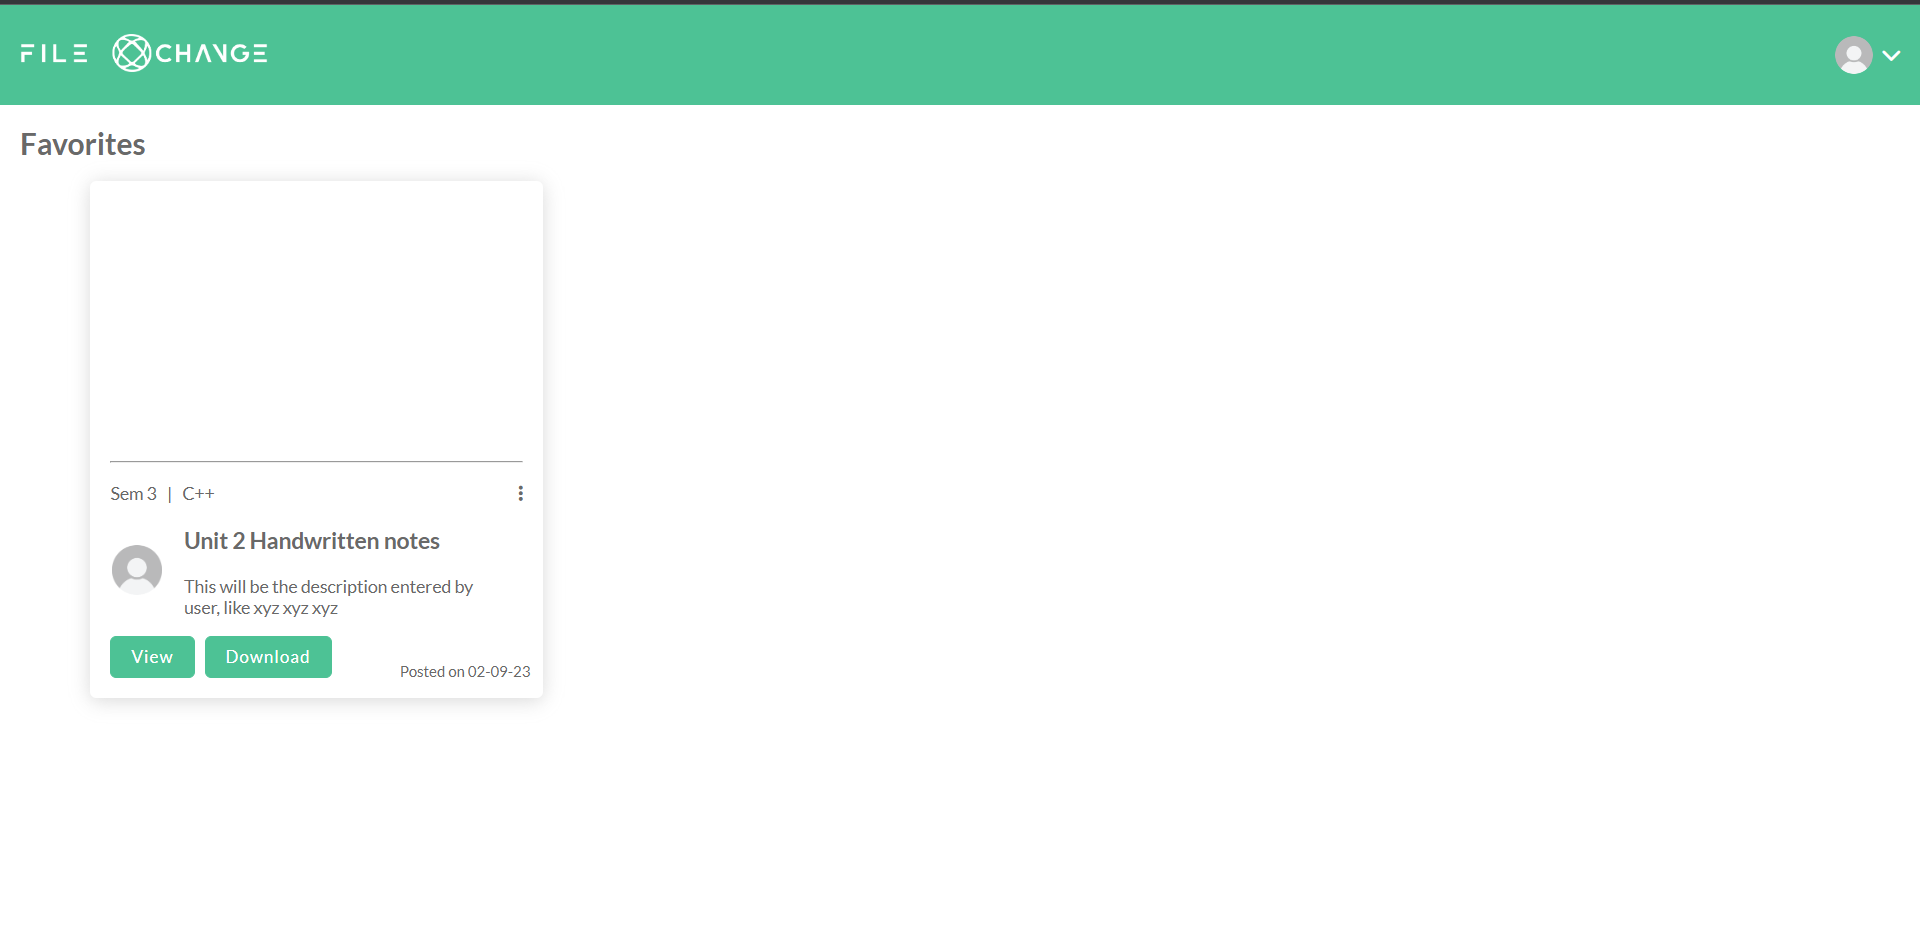 FILE XCHANGE
Favorites
Sem 3 | C++
Unit 2 Handwritten notes
This will be the description entered by
user, like xyz xyz xyz
View
Download
Posted on 02-09-23